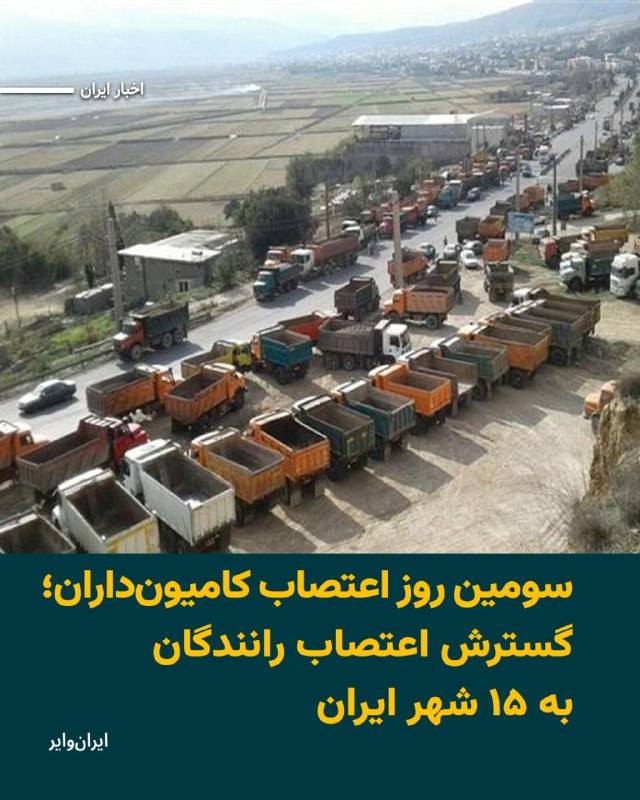 اخبار ایران
سومین روز اعتصاب کامیون‌داران؛
گسترش اعتصاب رانندگان
به ۱۵ شهر ایران
ایران‌وایر